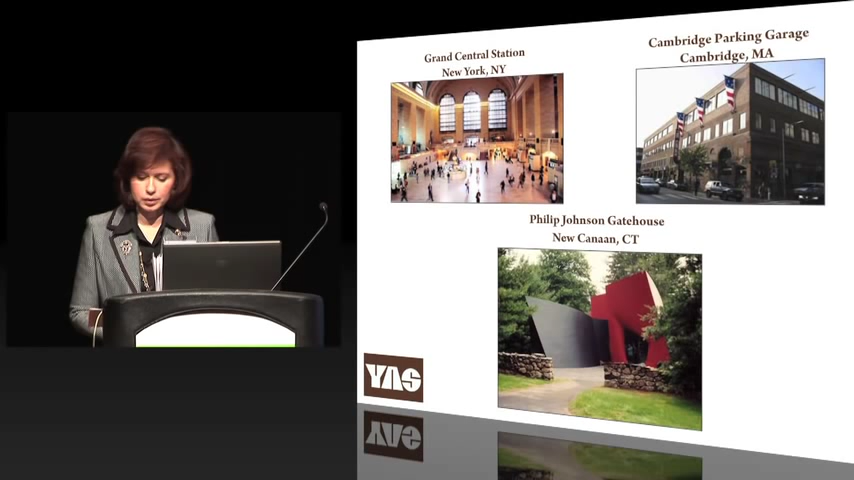 Grand Central Station
New York, NY
Cambridge Parking Garage
Cambridge, MA
Philip Johnson Gatehouse
New Canaan, CT
YAS